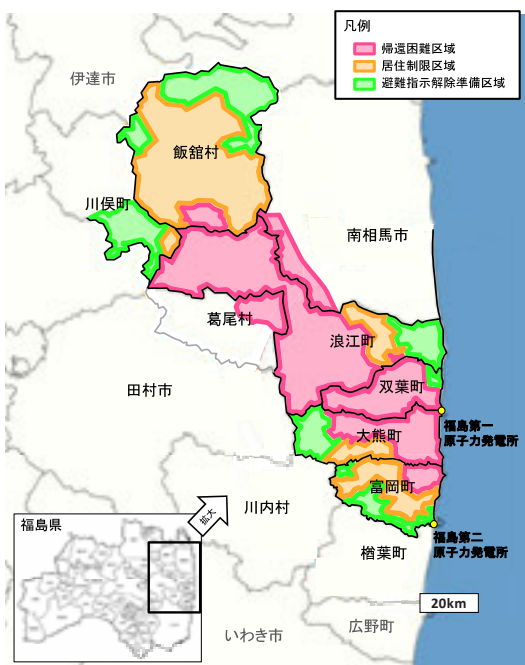 凡例
帰還困難区域
居住制限区域
避難指示解除準備区域
伊達市
飯舘村
川俣町
南相馬市
葛尾村
浪江町
田村市
双葉町
大熊町
福島第一
原子力発電所
富岡町
川内村
拡大
福島県
福島第二
原子力発電所
楢葉町
20km
広野町
いわき市